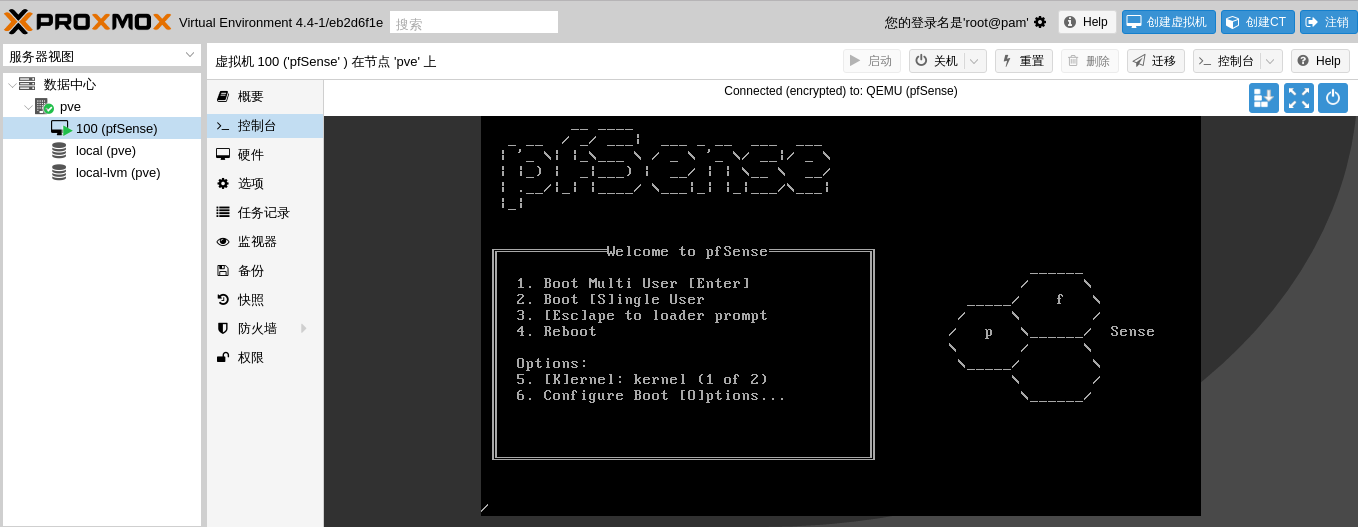 PROXMOX Virtual Environment 4.4-1/eb2d6f1e 搜索 您的登录名是'root@pam' Help 创建虚拟机 创建CT 注销
服务器视图
数据中心
pve
100 (pfSense)
local (pve)
local-lvm (pve)
虚拟机 100 ('pfSense' ) 在节点 'pve' 上 启动 关机 重置 删除 迁移 控制台 Help
概要
控制台
硬件
选项
任务记录
监视器
备份
快照
防火墙
权限
Connected (encrypted) to: QEMU (pfSense)
pfSense
Welcome to pfSense
1. Boot Multi User [Enter]
2. Boot [S]ingle User
3. [Esc]ape to loader prompt
4. Reboot
Options:
5. [K]ernel: kernel (1 of 2)
6. Configure Boot [O]ptions...
f
p Sense
/